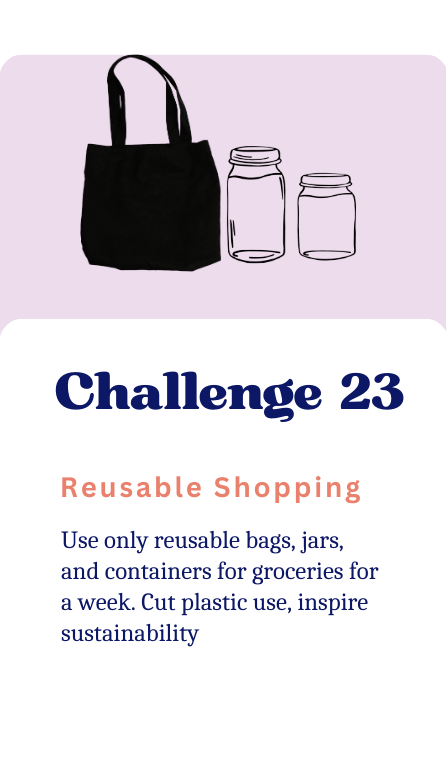 Challenge 23
Reusable Shopping
Use only reusable bags, jars,
and containers for groceries for
a week. Cut plastic use, inspire
sustainability